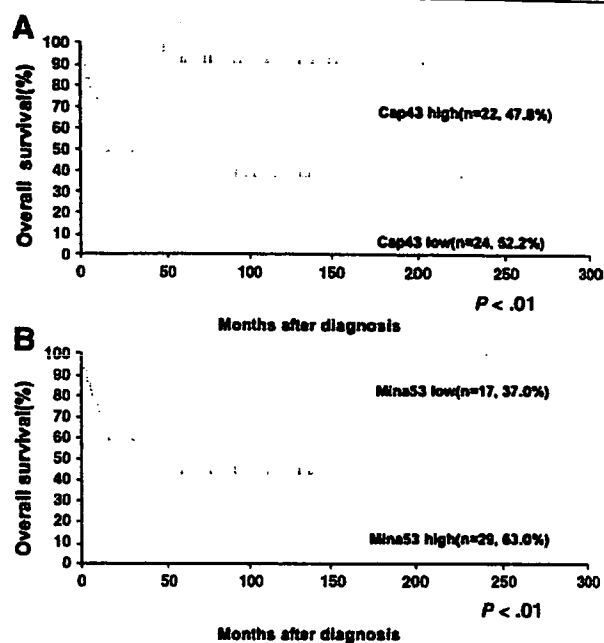 A
Overall survival(%)
100
90
80
70
60
50
40
30
20
10
0
Cap43 high(n=22, 47.8%)
Cap43 low(n=24, 52.2%)
0 50 100 150 200 250 300
P < .01
Months after diagnosis
B
Overall survival(%)
100
90
80
70
60
50
40
30
20
10
0
Mina53 low(n=17, 37.0%)
Mina53 high(n=29, 63.0%)
0 50 100 150 200 250 300
P < .01
Months after diagnosis